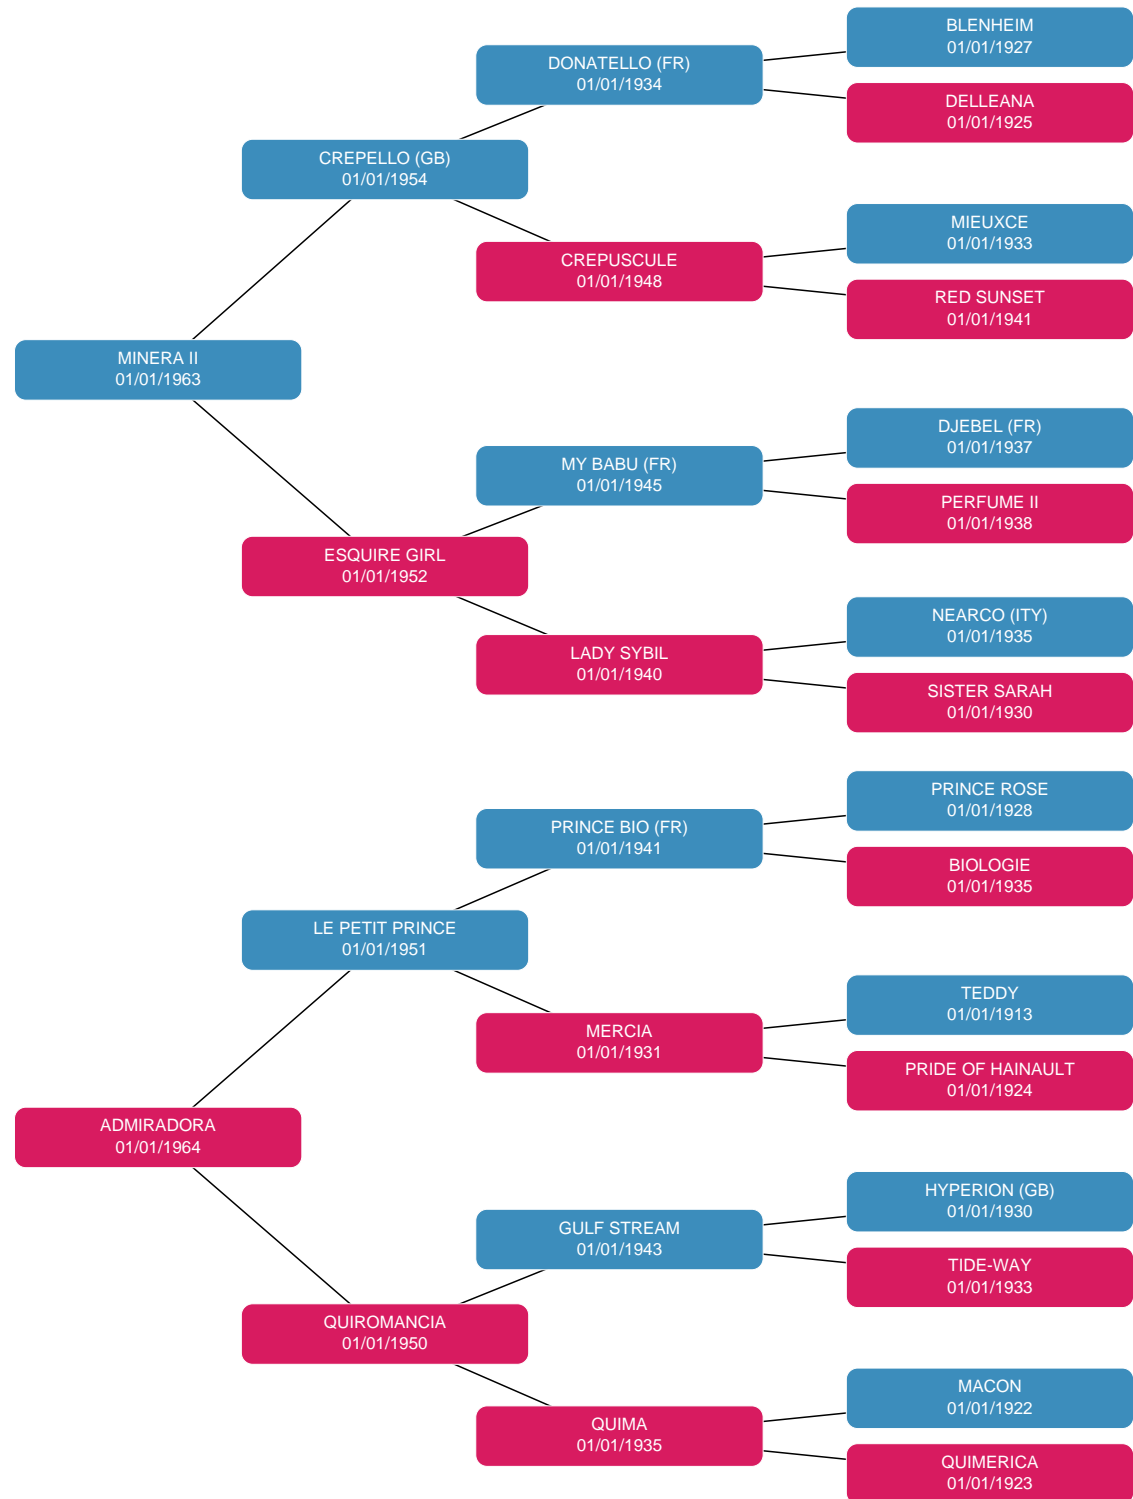 BLENHEIM
01/01/1927
DONATELLO (FR)
01/01/1934
DELLEANA
01/01/1925
CREPELLO (GB)
01/01/1954
MIEUXCE
01/01/1933
CREPUSCULE
01/01/1948
RED SUNSET
01/01/1941
MINERA II
01/01/1963
DJEBEL (FR)
01/01/1937
MY BABU (FR)
01/01/1945
PERFUME II
01/01/1938
ESQUIRE GIRL
01/01/1952
NEARCO (ITY)
01/01/1935
LADY SYBIL
01/01/1940
SISTER SARAH
01/01/1930
PRINCE ROSE
01/01/1928
PRINCE BIO (FR)
01/01/1941
BIOLOGIE
01/01/1935
LE PETIT PRINCE
01/01/1951
TEDDY
01/01/1913
MERCIA
01/01/1931
PRIDE OF HAINAULT
01/01/1924
ADMIRADORA
01/01/1964
HYPERION (GB)
01/01/1930
GULF STREAM
01/01/1943
TIDE-WAY
01/01/1933
QUIROMANCIA
01/01/1950
MACON
01/01/1922
QUIMA
01/01/1935
QUIMERICA
01/01/1923